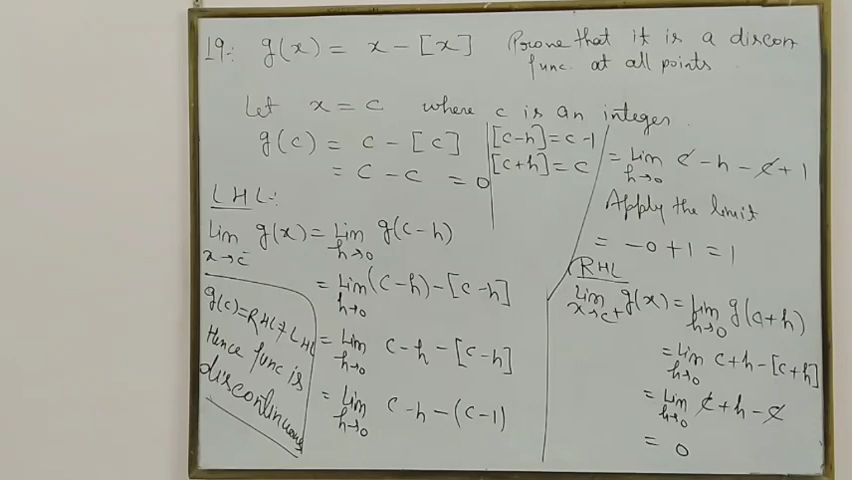 19:- g(x) = x - [x] Prove that it is a discon
func. at all points
Let x = c where c is an integer.
g(c) = c - [c]
= c - c = 0
[c-h] = c-1
[c+h] = c
LHL:-
Lim x→c⁻ g(x) = Lim h→0 g(c-h)
= Lim h→0 (c-h) - [c-h]
= Lim h→0 c-h - [c-h]
= Lim h→0 c-h - (c-1)
= Lim h→0 c - h - c + 1
Apply the limit
= -0 + 1 = 1
RHL
Lim x→c⁺ g(x) = Lim h→0 g(c+h)
= Lim h→0 c+h - [c+h]
= Lim h→0 c + h - c
= 0
g(c) = RHL ≠ LHL
Hence func is
discontinuous